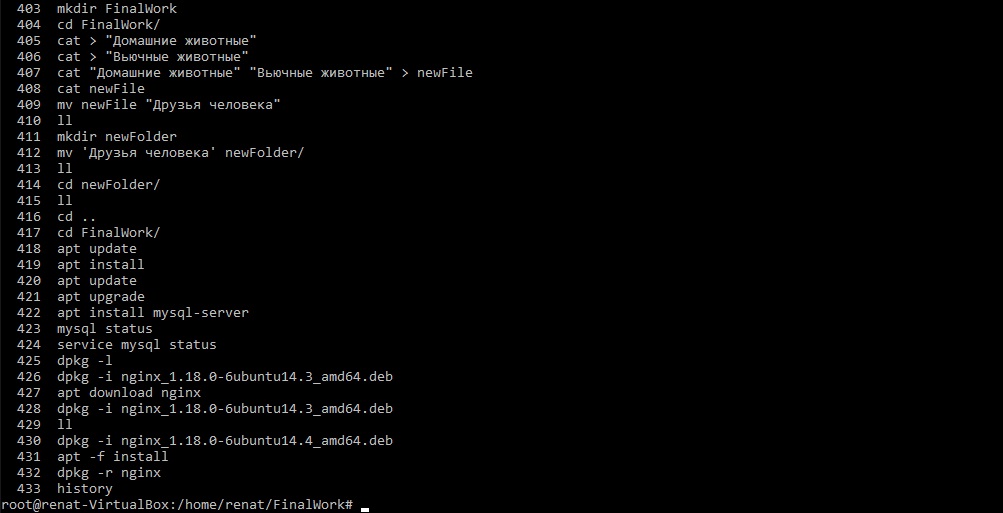 403 mkdir FinalWork
404 cd FinalWork/
405 cat > "Домашние животные"
406 cat > "Вьючные животные"
407 cat "Домашние животные" "Вьючные животные" > newFile
408 cat newFile
409 mv newFile "Друзья человека"
410 ll
411 mkdir newFolder
412 mv 'Друзья человека' newFolder/
413 ll
414 cd newFolder/
415 ll
416 cd ..
417 cd FinalWork/
418 apt update
419 apt install
420 apt update
421 apt upgrade
422 apt install mysql-server
423 mysql status
424 service mysql status
425 dpkg -l
426 dpkg -i nginx_1.18.0-6ubuntu14.3_amd64.deb
427 apt download nginx
428 dpkg -i nginx_1.18.0-6ubuntu14.3_amd64.deb
429 ll
430 dpkg -i nginx_1.18.0-6ubuntu14.4_amd64.deb
431 apt -f install
432 dpkg -r nginx
433 history
root@renat-VirtualBox:/home/renat/FinalWork#